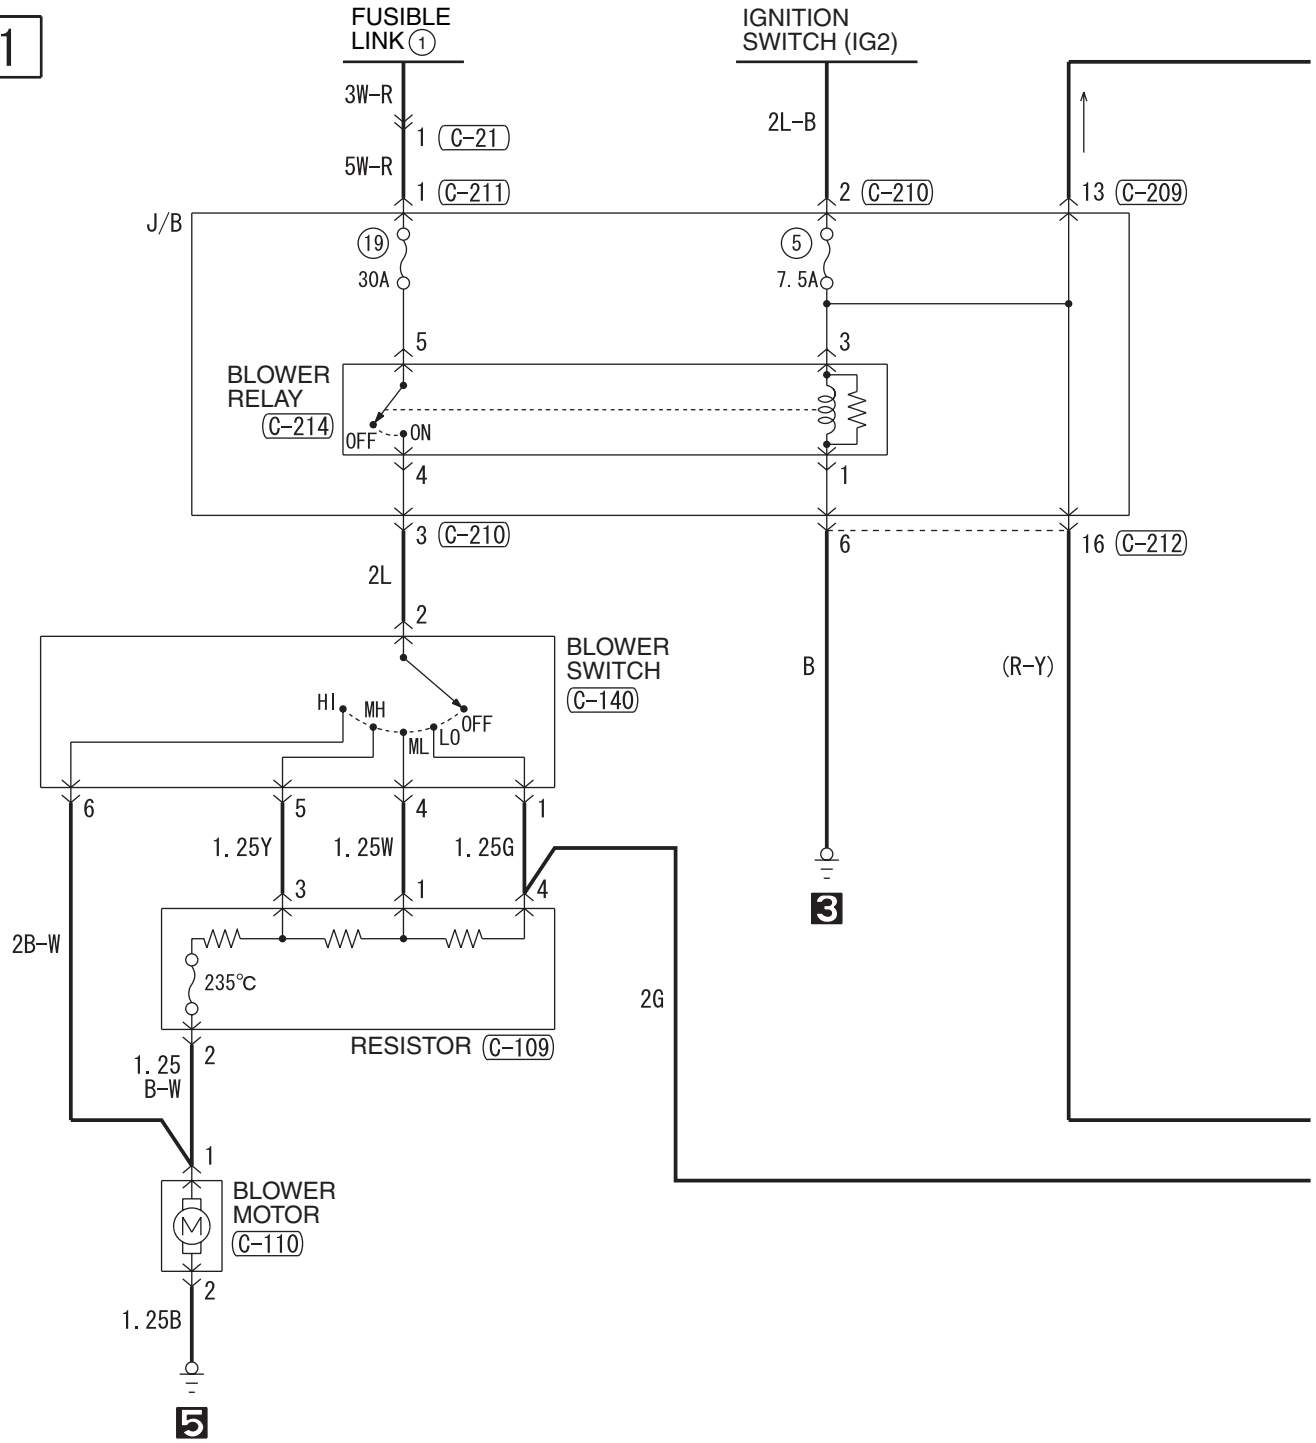 1
FUSIBLE
LINK 1
IGNITION
SWITCH (IG2)
3W-R
2L-B
1 C-21
5W-R
1 C-211
2 C-210
13 C-209
J/B
19
5
30A
7.5A
5
3
BLOWER
RELAY
C-214
OFF
ON
4
1
3 C-210
6
16 C-212
2L
2
BLOWER
SWITCH
C-140
B
(R-Y)
HI
MH
ML
LO
OFF
6
5
4
1
1.25Y
1.25W
1.25G
3
1
4
3
2B-W
235℃
2G
RESISTOR C-109
2
1.25
B-W
1
BLOWER
MOTOR
C-110
M
2
1.25B
5